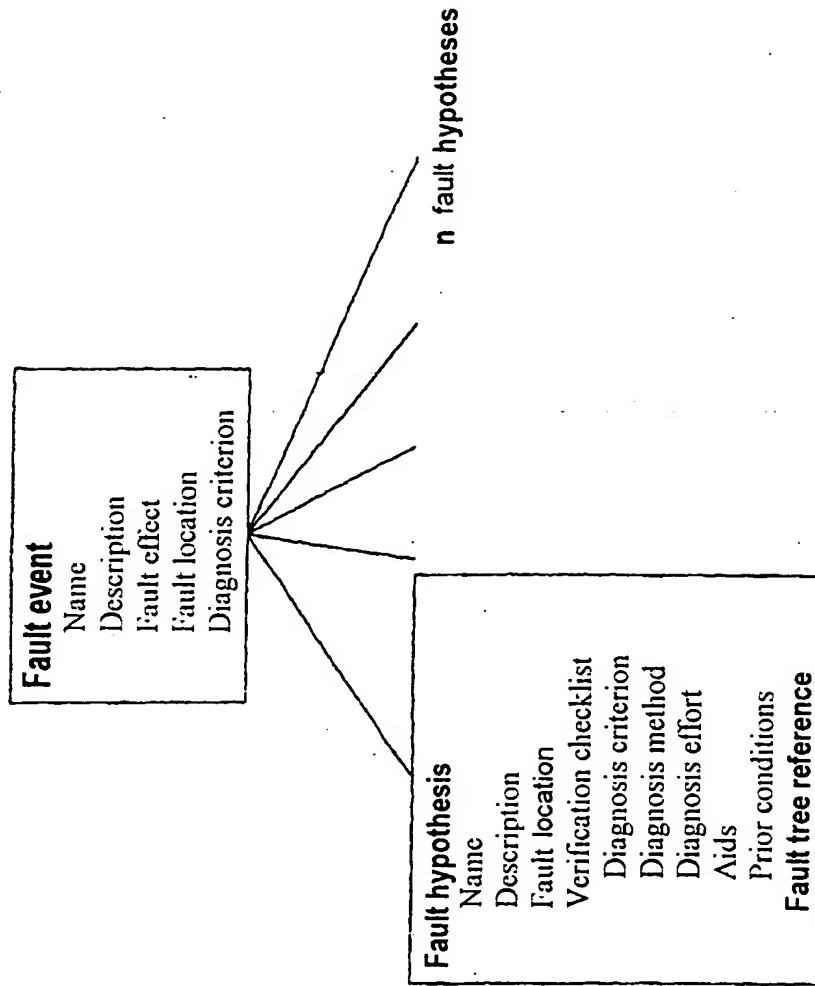 Fault event
Name
Description
Fault effect
Fault location
Diagnosis criterion
n fault hypotheses
Fault hypothesis
Name
Description
Fault location
Verification checklist
Diagnosis criterion
Diagnosis method
Diagnosis effort
Aids
Prior conditions
Fault tree reference